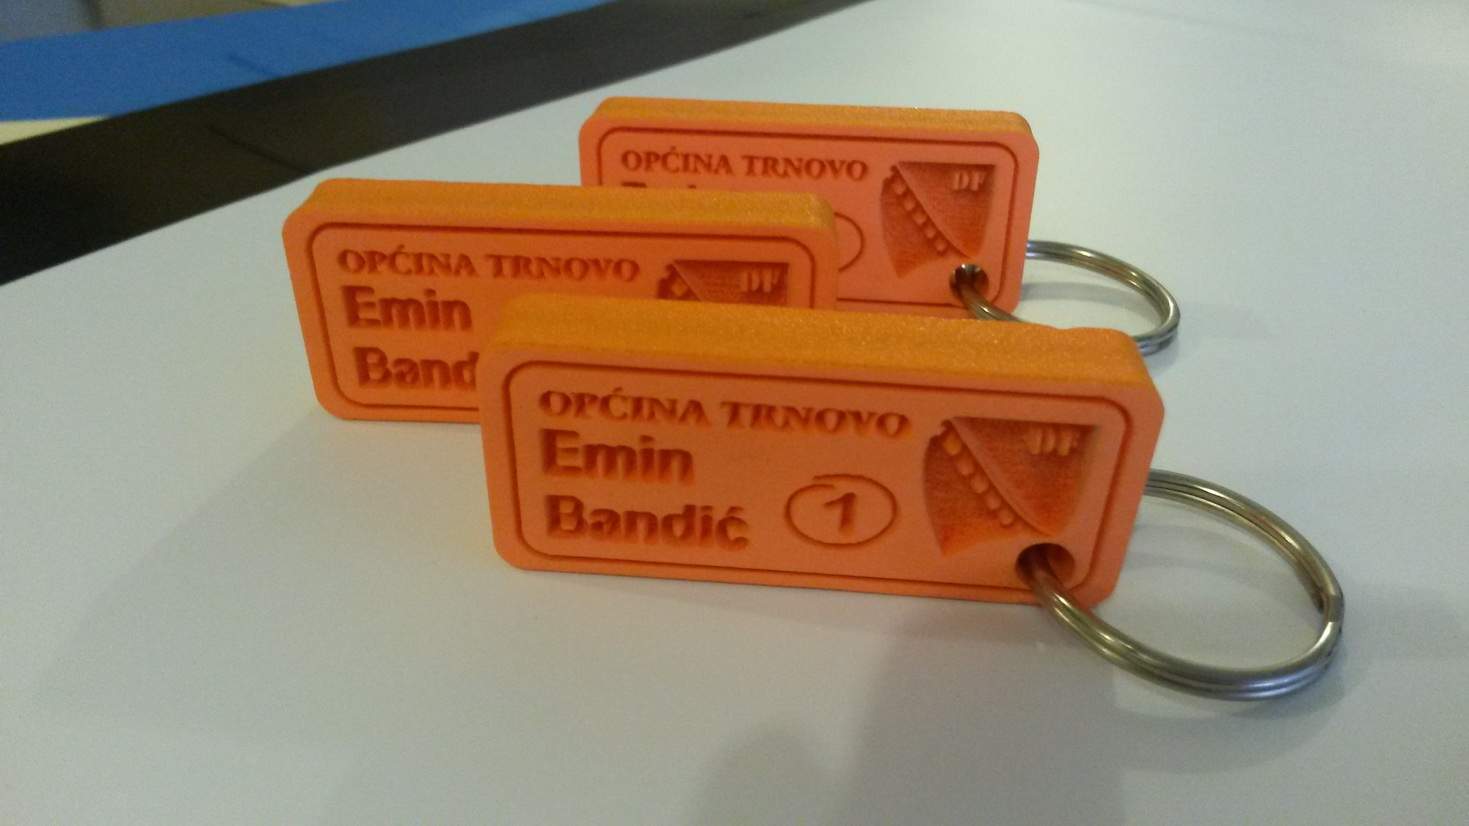 OPĆINA TRNOVO
DF
OPĆINA TRNOVO
Emin
DF
OPĆINA TRNOVO
Emin
Bandić
1
DF